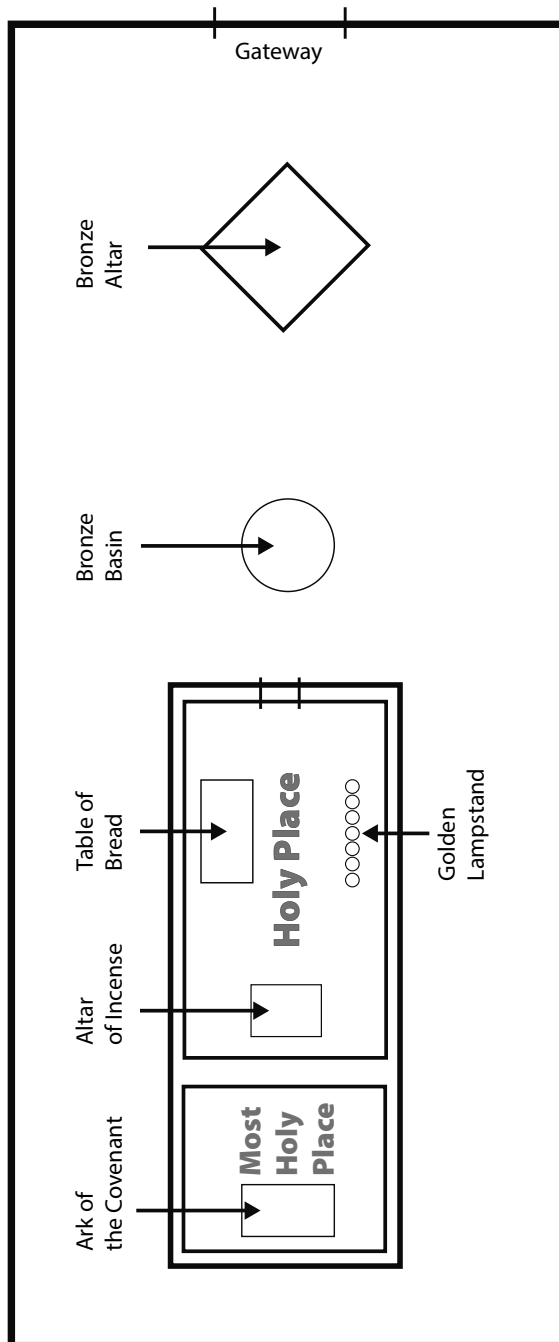 Gateway
Bronze
Altar
Bronze
Basin
Table of
Bread
Holy Place
Golden
Lampstand
Altar
of Incense
Most
Holy
Place
Ark of
the Covenant